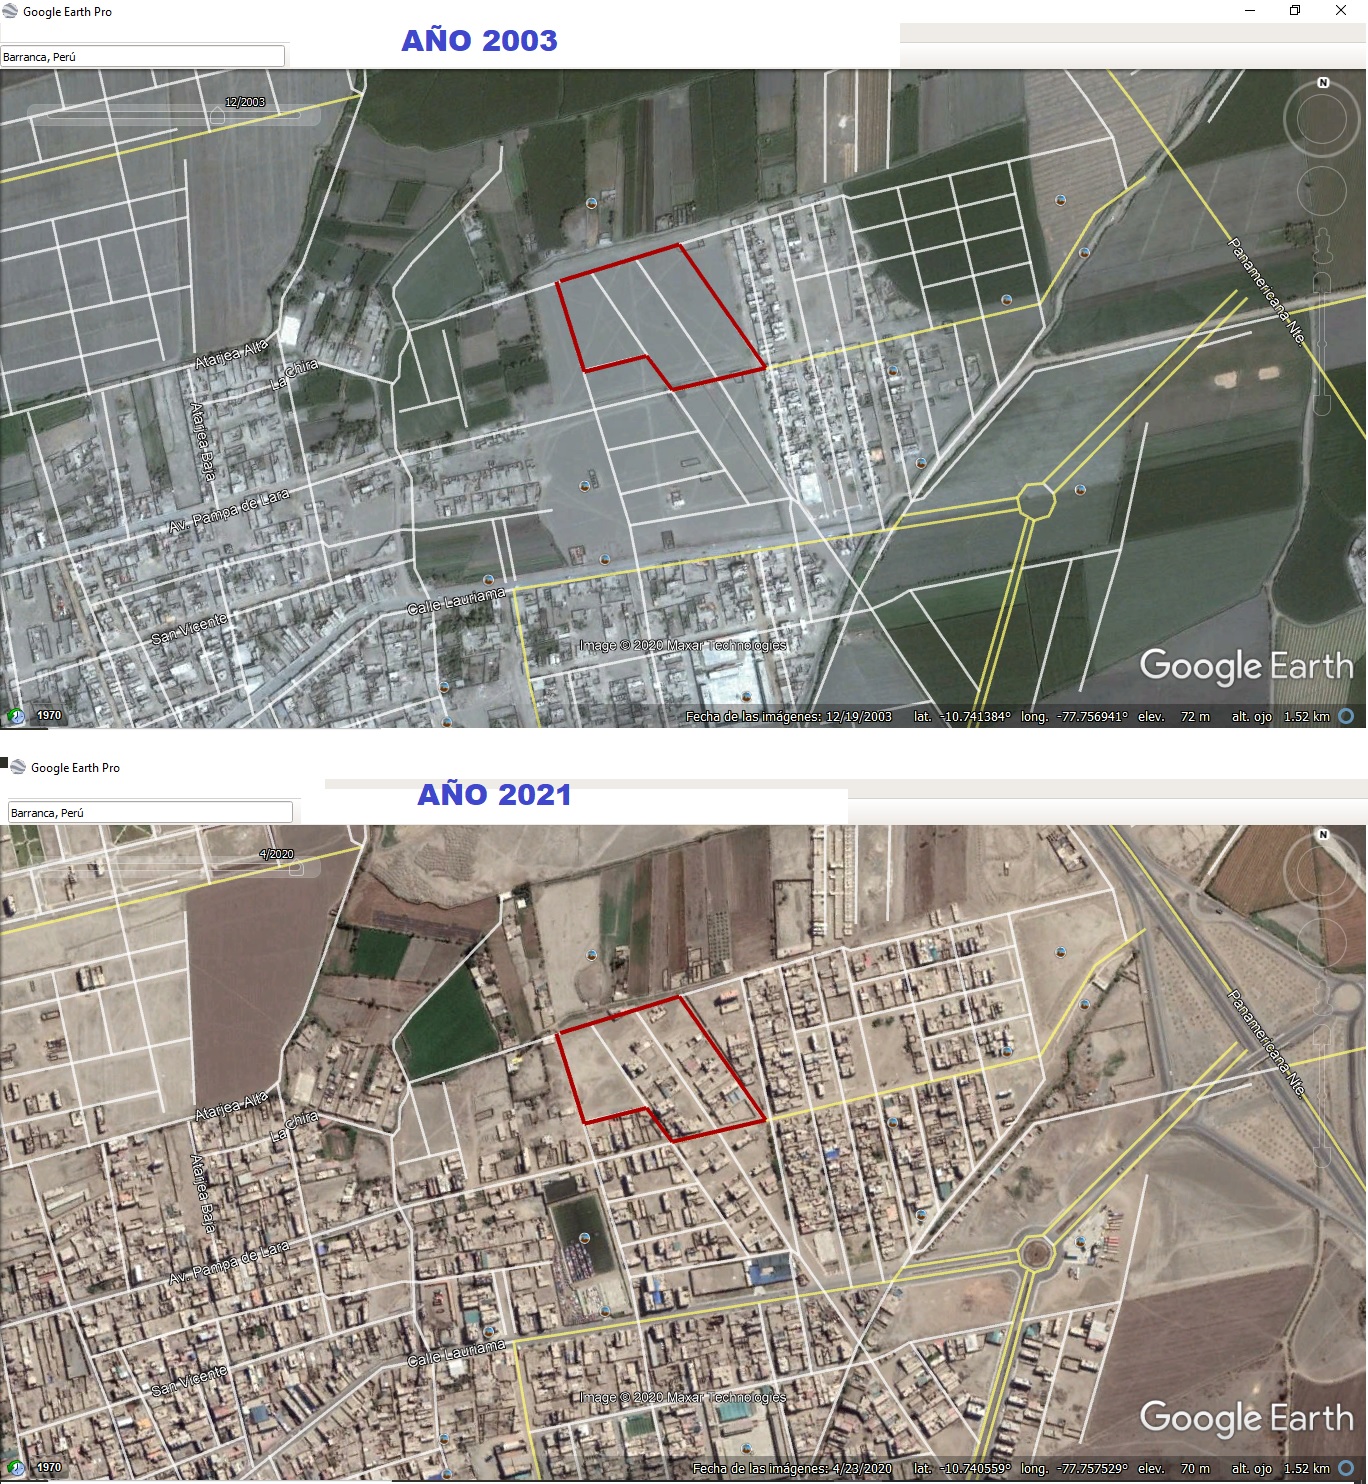 Google Earth Pro
AÑO 2003
Barranca, Perú
12/2003
N
Panamericana Nte.
Atarjea Alta
La Chira
Atarjea Baja
Av. Pampa de Lara
Calle Lauriama
San Vicente
Image © 2020 Maxar Technologies
Google Earth
1970
Fecha de las imágenes: 12/19/2003 lat. -10.741384° long. -77.756941° elev. 72 m alt. ojo 1.52 km
Google Earth Pro
AÑO 2021
Barranca, Perú
4/2020
N
Panamericana Nte.
Atarjea Alta
La Chira
Atarjea Baja
Av. Pampa de Lara
Calle Lauriama
San Vicente
Image © 2020 Maxar Technologies
Google Earth
1970
Fecha de las imágenes: 4/23/2020 lat. -10.740559° long. -77.757529° elev. 70 m alt. ojo 1.52 km